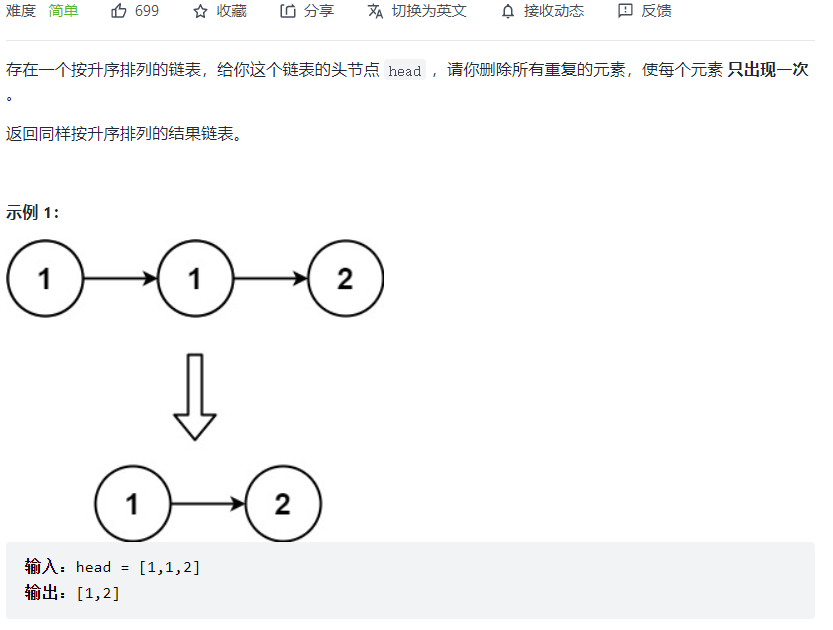 难度 简单 699 收藏 分享 切换为英文 接收动态 反馈
存在一个按升序排列的链表，给你这个链表的头节点 head ，请你删除所有重复的元素，使每个元素 只出现一次
。
返回同样按升序排列的结果链表。
示例 1：
1 1 2
1 2
输入：head = [1,1,2]
输出：[1,2]